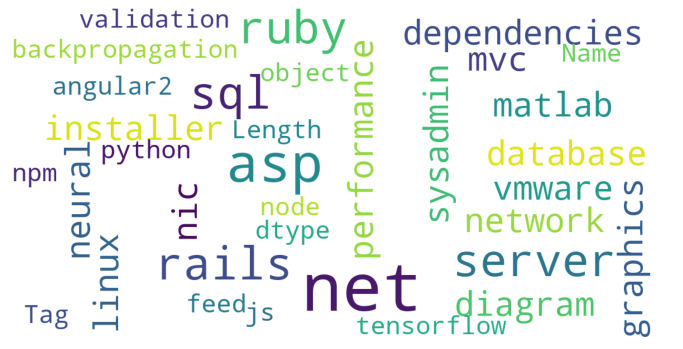 validation
ruby
dependencies
backpropagation
mvc
Name
object
angular2
sql
performance
sysadmin
matlab
installer
Length
python
asp
database
npm
neural
nic
vmware
node
network
graphics
dtype
linux
rails
server
net
feed
js
diagram
Tag
tensorflow